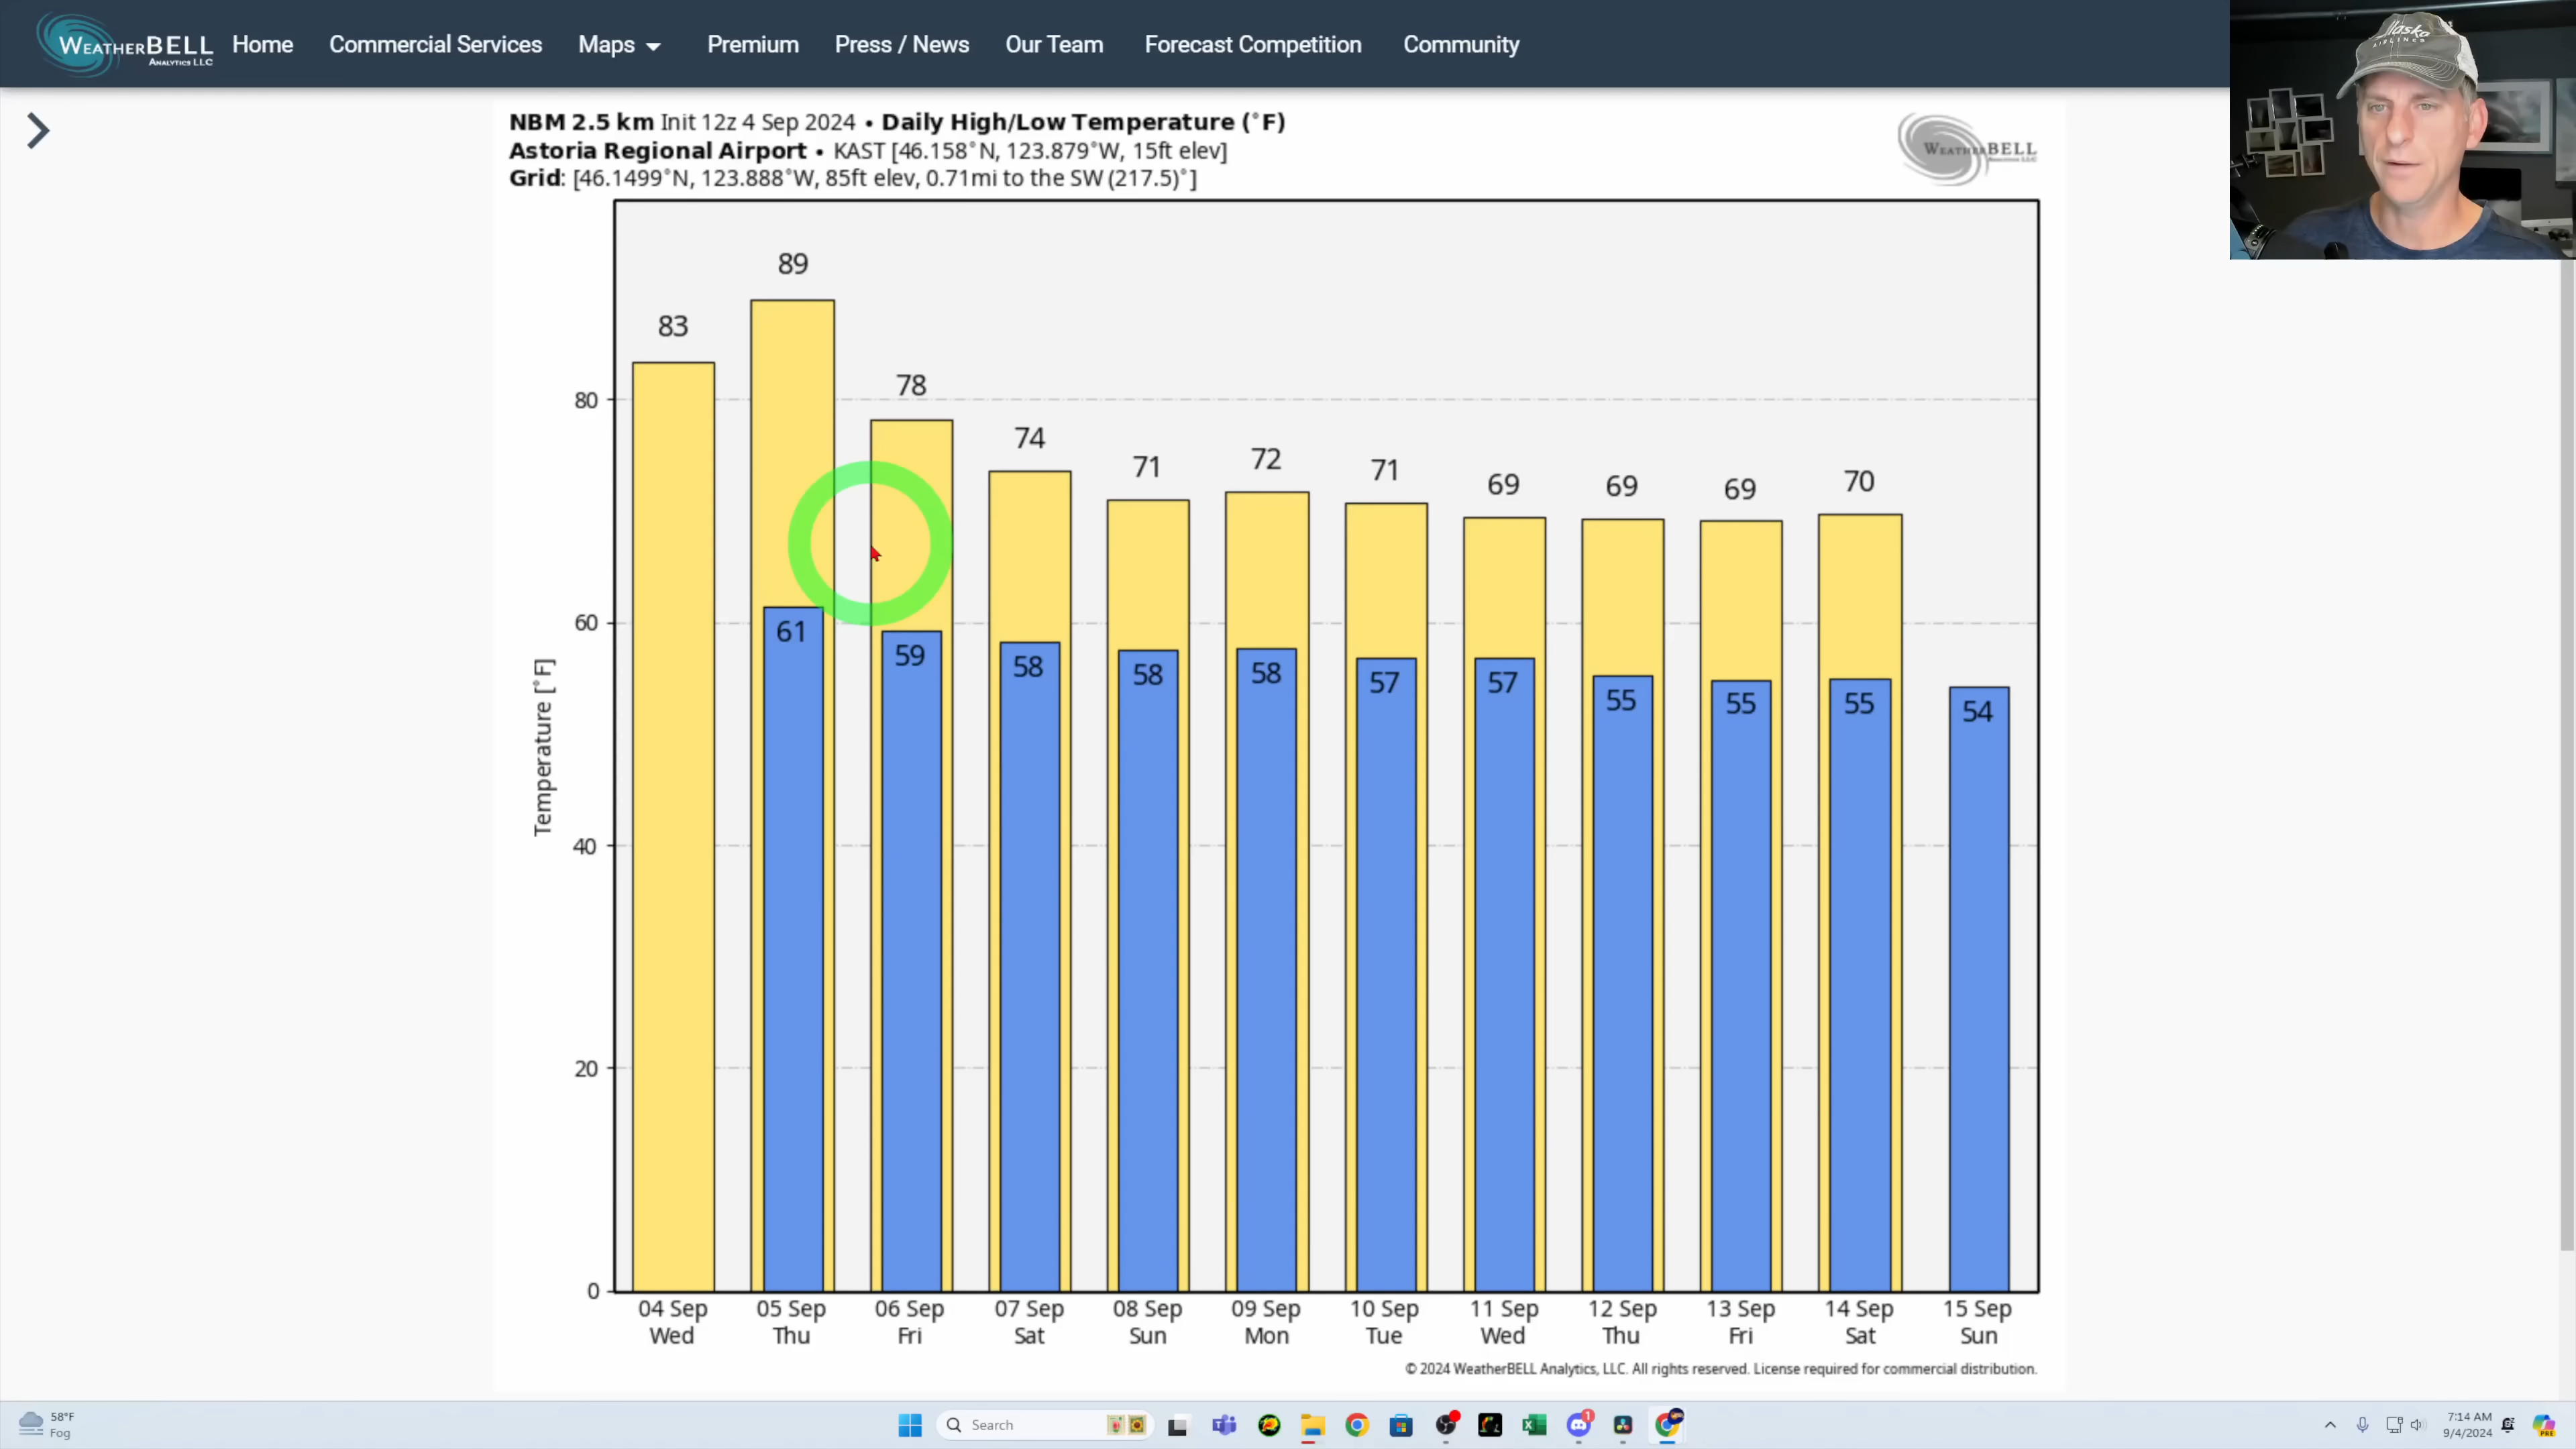 WEATHERBELL
ANALYTICS LLC
Home Commercial Services Maps Premium Press / News Our Team Forecast Competition Community
Alaska
AIRLINES
NBM 2.5 km Init 12z 4 Sep 2024 • Daily High/Low Temperature (°F)
Astoria Regional Airport • KAST [46.158°N, 123.879°W, 15ft elev]
Grid: [46.1499°N, 123.888°W, 85ft elev, 0.71mi to the SW (217.5)°]
WEATHERBELL
89
83
78
80
74
71 72 71 69 69 69 70
60
61 59 58 58 58 57 57 55 55 55 54
Temperature [°F]
40
20
0
04 Sep 05 Sep 06 Sep 07 Sep 08 Sep 09 Sep 10 Sep 11 Sep 12 Sep 13 Sep 14 Sep 15 Sep
Wed Thu Fri Sat Sun Mon Tue Wed Thu Fri Sat Sun
© 2024 WeatherBELL Analytics, LLC. All rights reserved. License required for commercial distribution.
58°F
Fog
Search
1
7:14 AM
9/4/2024
PRE